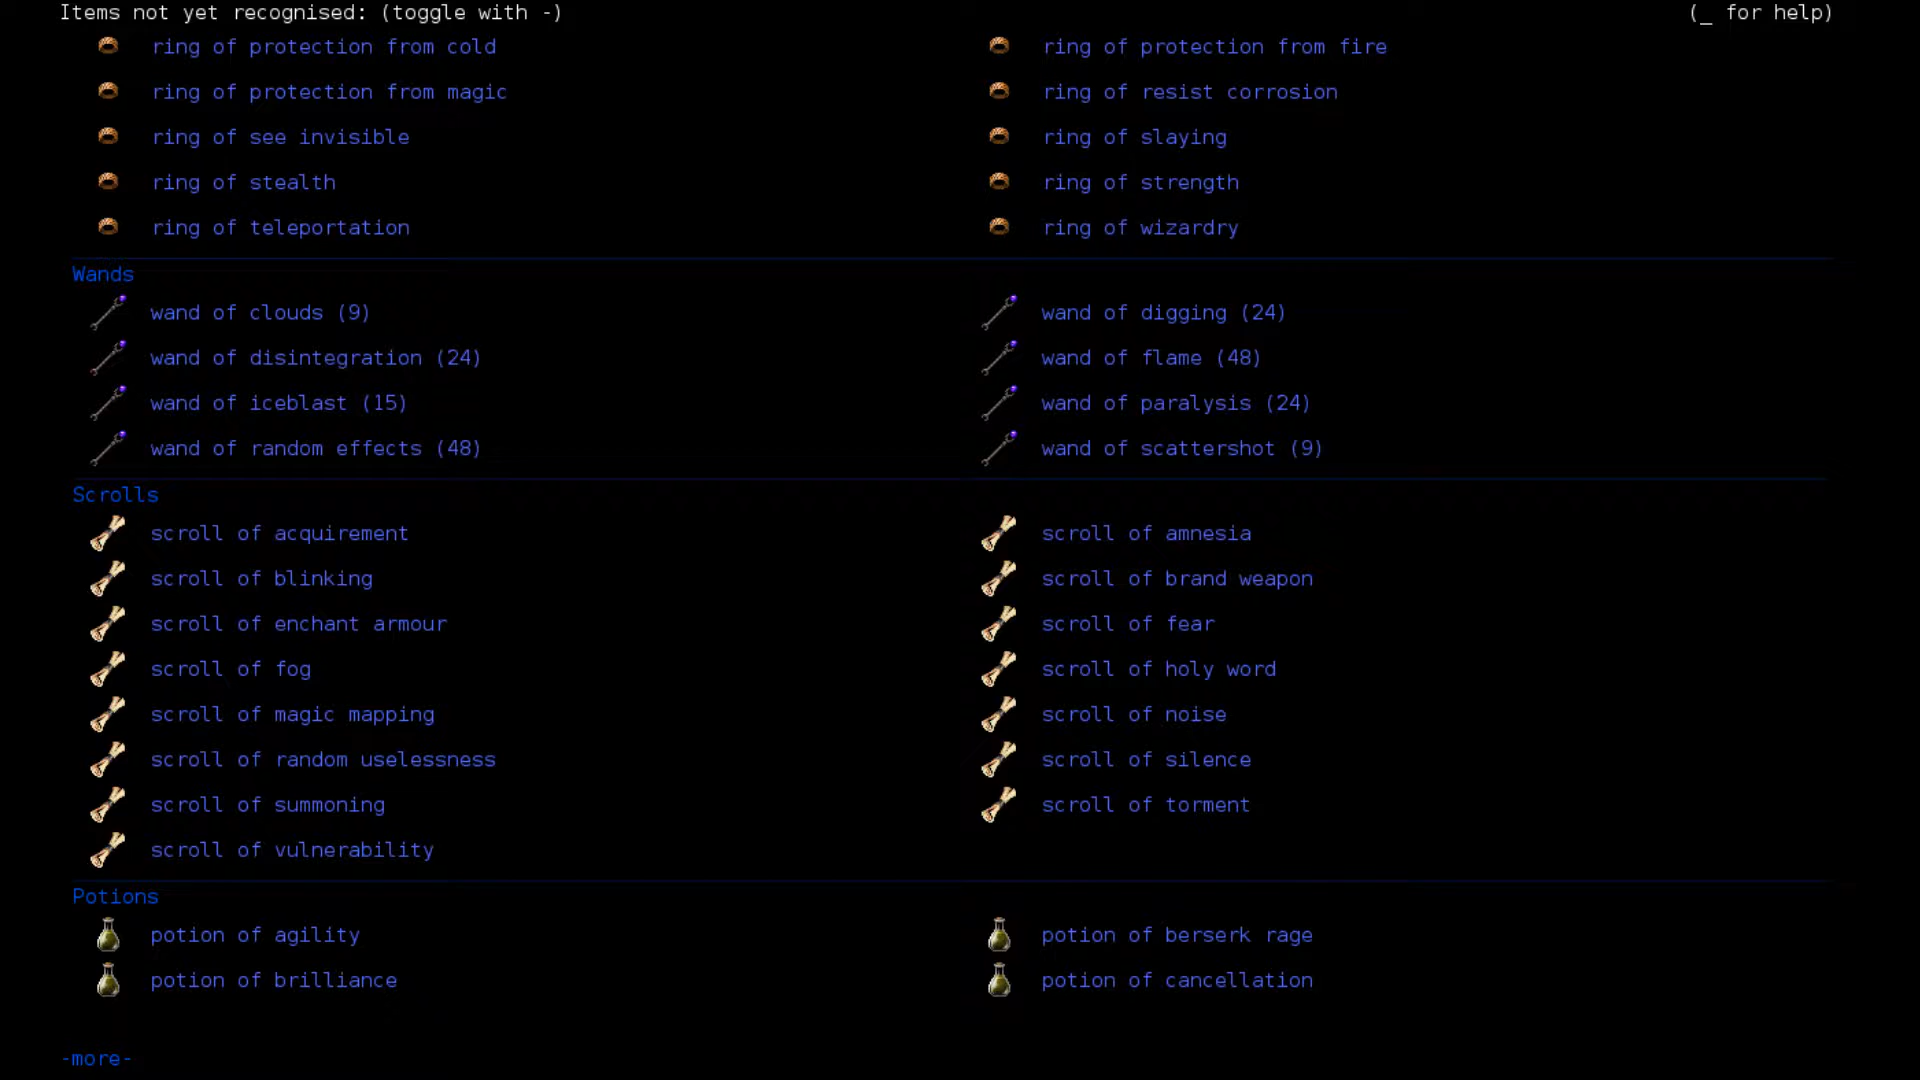 Items not yet recognised: (toggle with -) (_ for help)
ring of protection from cold ring of protection from fire
ring of protection from magic ring of resist corrosion
ring of see invisible ring of slaying
ring of stealth ring of strength
ring of teleportation ring of wizardry
Wands
wand of clouds (9) wand of digging (24)
wand of disintegration (24) wand of flame (48)
wand of iceblast (15) wand of paralysis (24)
wand of random effects (48) wand of scattershot (9)
Scrolls
scroll of acquirement scroll of amnesia
scroll of blinking scroll of brand weapon
scroll of enchant armour scroll of fear
scroll of fog scroll of holy word
scroll of magic mapping scroll of noise
scroll of random uselessness scroll of silence
scroll of summoning scroll of torment
scroll of vulnerability
Potions
potion of agility potion of berserk rage
potion of brilliance potion of cancellation
-more-